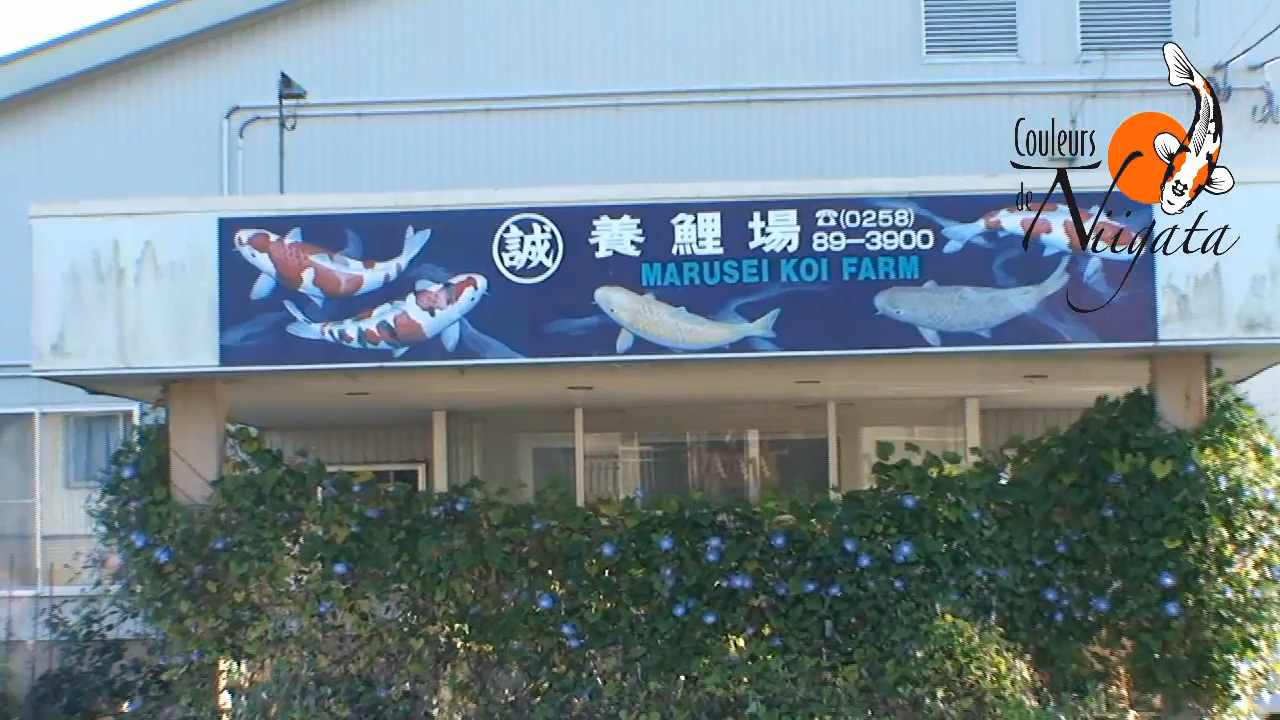 誠 養鯉場 ☎(0258)
89-3900
MARUSEI KOI FARM
Couleurs
de Niigata